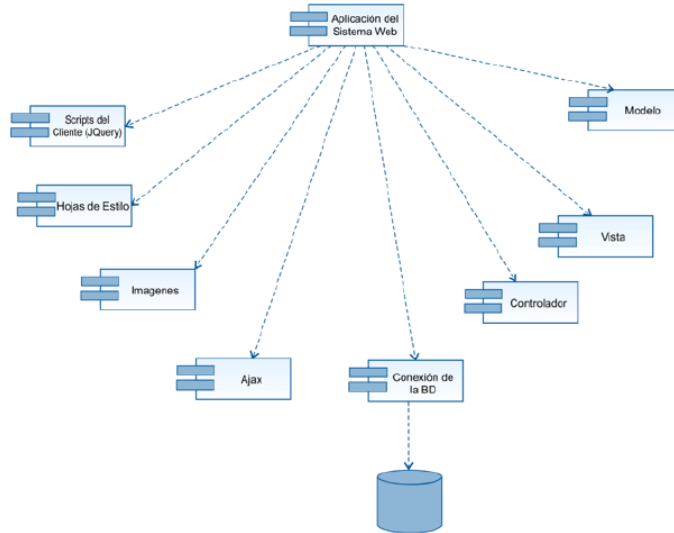 Aplicación del
Sistema Web
Scripts del
Cliente (JQuery)
Modelo
Hojas de Estilo
Vista
Imagenes
Controlador
Ajax
Conexión de
la BD